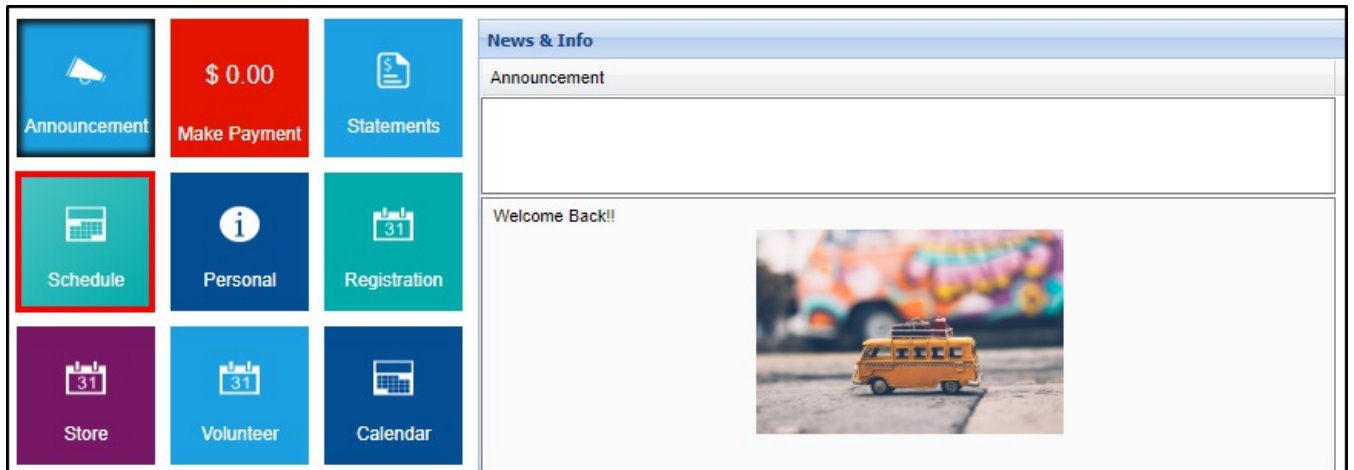 Announcement
$ 0.00
Make Payment
$
Statements
Schedule
i
Personal
31
Registration
31
Store
31
Volunteer
Calendar
News & Info
Announcement
Welcome Back!!